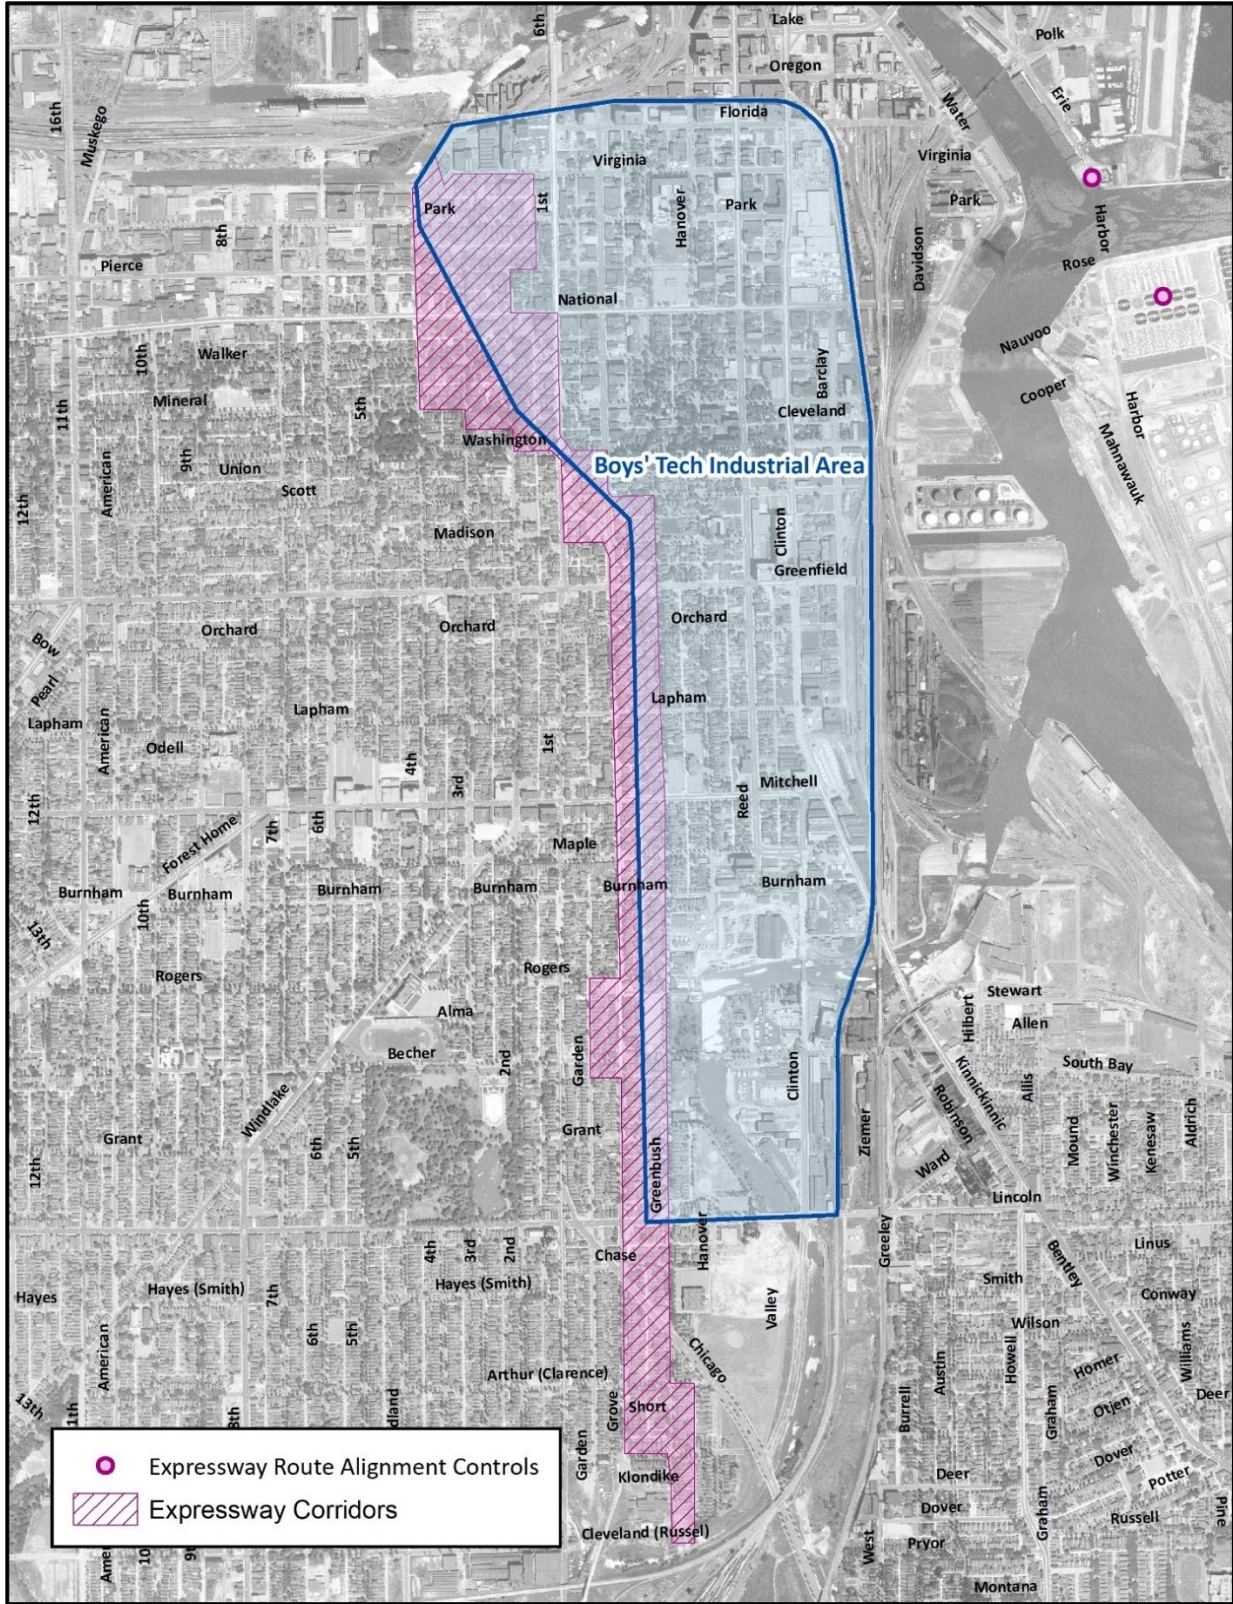 Lake
Polk
6th
Oregon
Erie
16th
Muskego
Water
Florida
Virginia
Virginia
Park
1st
Hanover
Park
Park
Harbor
8th
Davidson
Pierce
Rose
National
Nauvoo
10th
Walker
Barclay
Cooper
11th
Mineral
5th
Cleveland
Harbor
Washington
Mahnawauk
9th
Union
Boys' Tech Industrial Area
American
Scott
12th
Madison
Clinton
Greenfield
Orchard
Orchard
Orchard
Bow
Pearl
Lapham
Lapham
Lapham
American
Odell
1st
4th
3rd
Mitchell
Reed
12th
6th
7th
Forest Home
Maple
Burnham
Burnham
Burnham
Burnham
Burnham
Burnham
10th
13th
Rogers
Rogers
Stewart
Hilbert
Alma
Allen
Becher
2nd
Garden
South Bay
Clinton
Kinnickinnic
Allis
Windlake
Robinson
Ziemer
Mound
Winchester
Kenesaw
Aldrich
Grant
6th
5th
Grant
12th
Greenbush
Ward
Lincoln
Hanover
Greeley
4th
3rd
2nd
Chase
Linus
Bentley
Hayes
Hayes (Smith)
7th
Hayes (Smith)
Smith
Conway
Valley
6th
5th
Wilson
Williams
American
Chicago
Howell
Homer
Arthur (Clarence)
Austin
13th
1th
8th
dland
Grove
Short
Burrell
Graham
Otjen
Deer
Garden
Dover
Expressway Route Alignment Controls
Klondike
Deer
Potter
Expressway Corridors
Dover
Graham
Russell
Pine
Cleveland (Russel)
West
Pryor
Amer
10
9t
Montana